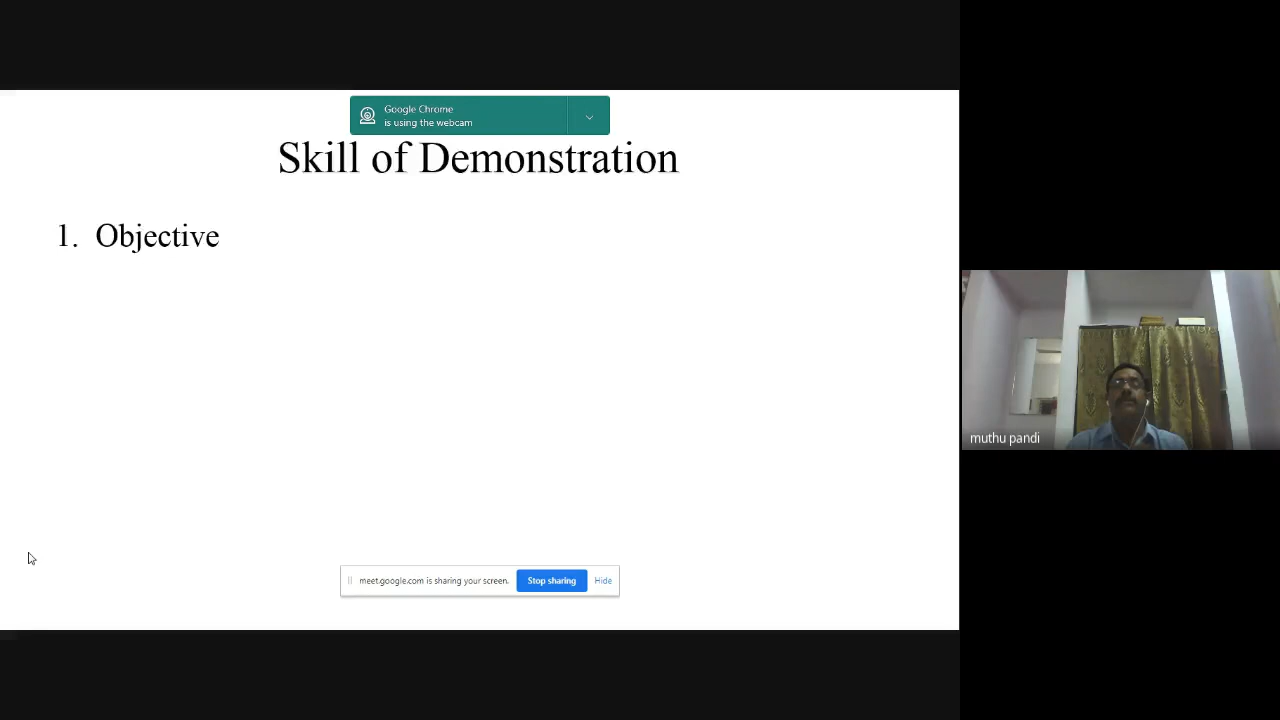 Google Chrome
is using the webcam
Skill of Demonstration
1. Objective
muthu pandi
meet.google.com is sharing your screen.
Stop sharing
Hide